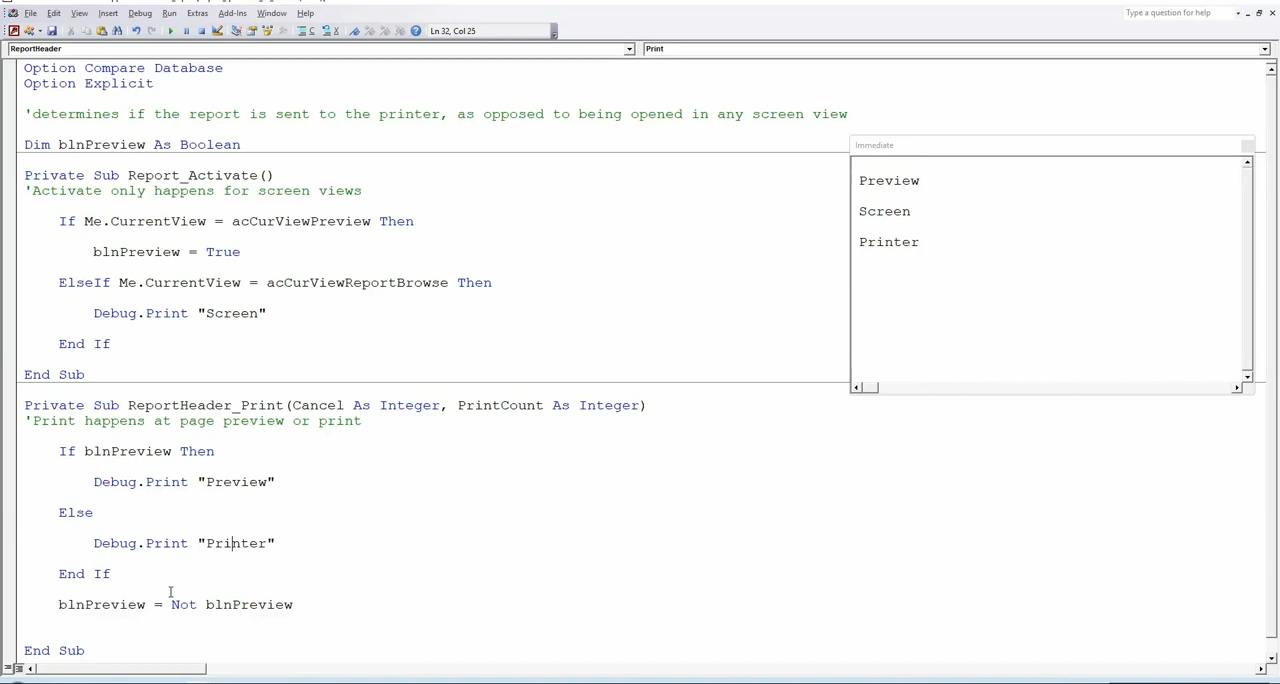 File Edit View Insert Debug Run Extras Add-Ins Window Help Type a question for help
Ln 32, Col 25
ReportHeader Print
Option Compare Database
Option Explicit
'determines if the report is sent to the printer, as opposed to being opened in any screen view
Dim blnPreview As Boolean
Private Sub Report_Activate()
'Activate only happens for screen views
If Me.CurrentView = acCurViewPreview Then
blnPreview = True
ElseIf Me.CurrentView = acCurViewReportBrowse Then
Debug.Print "Screen"
End If
End Sub
Private Sub ReportHeader_Print(Cancel As Integer, PrintCount As Integer)
'Print happens at page preview or print
If blnPreview Then
Debug.Print "Preview"
Else
Debug.Print "Printer"
End If
blnPreview = Not blnPreview
End Sub
Immediate
Preview
Screen
Printer